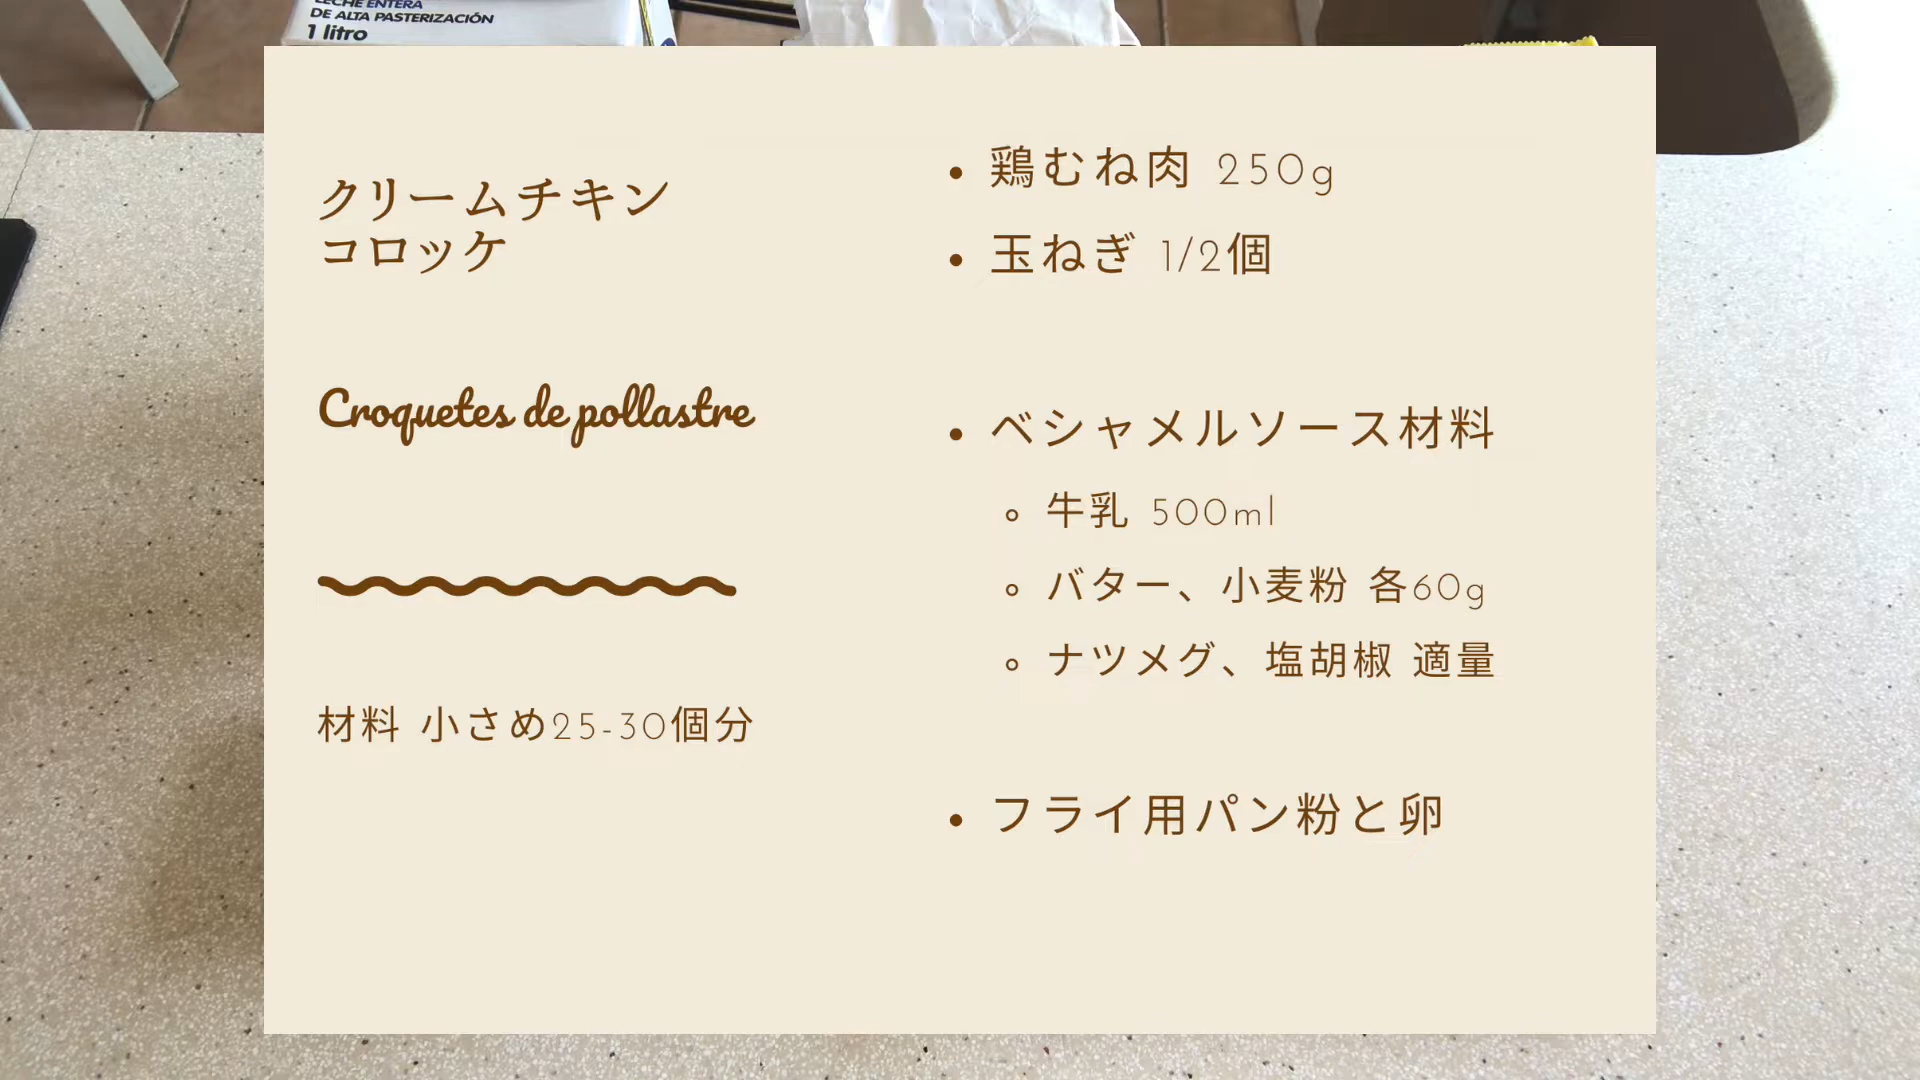 LECHE ENTERA
DE ALTA PASTERIZACIÓN
1 litro
クリームチキン
コロッケ
Croquetes de pollastre
材料 小さめ25-30個分
• 鶏むね肉 250g
• 玉ねぎ 1/2個
• ベシャメルソース材料
◦ 牛乳 500ml
◦ バター、小麦粉 各60g
◦ ナツメグ、塩胡椒 適量
• フライ用パン粉と卵